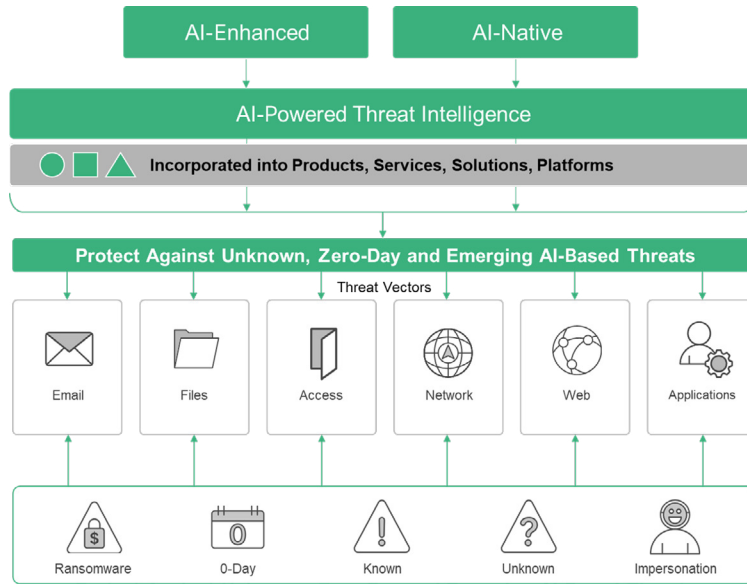 AI-Enhanced
AI-Native
AI-Powered Threat Intelligence
Incorporated into Products, Services, Solutions, Platforms
Protect Against Unknown, Zero-Day and Emerging AI-Based Threats
Threat Vectors
Email
Files
Access
Network
Web
Applications
$
0
!
?
Ransomware
0-Day
Known
Unknown
Impersonation